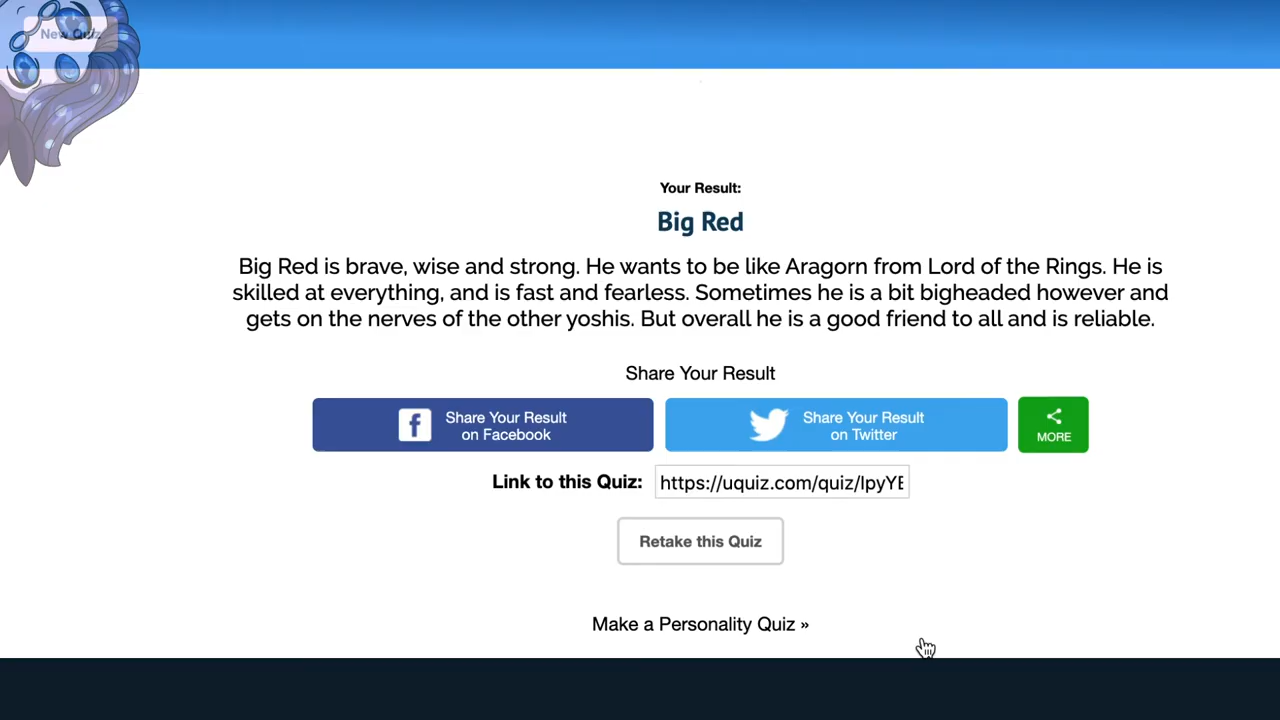 New Quiz
Your Result:
Big Red
Big Red is brave, wise and strong. He wants to be like Aragorn from Lord of the Rings. He is
skilled at everything, and is fast and fearless. Sometimes he is a bit bigheaded however and
gets on the nerves of the other yoshis. But overall he is a good friend to all and is reliable.
Share Your Result
Share Your Result
on Facebook
Share Your Result
on Twitter
MORE
Link to this Quiz: https://uquiz.com/quiz/IpyYE
Retake this Quiz
Make a Personality Quiz »